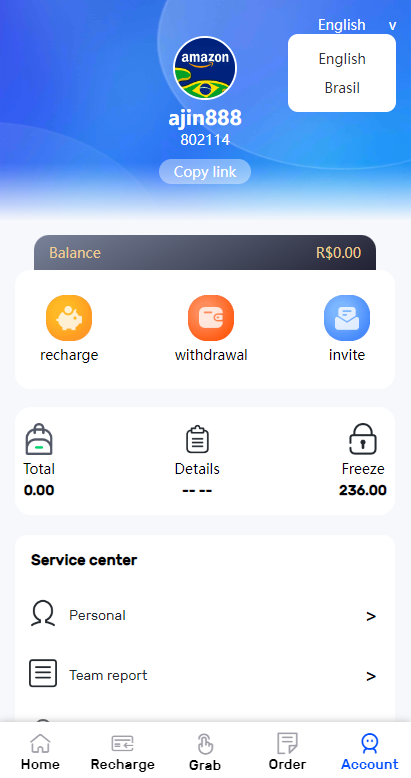 English v
English
Brasil
amazon
ajin888
802114
Copy link
Balance R$0.00
recharge withdrawal invite
Total Details Freeze
0.00 -- -- 236.00
Service center
Personal >
Team report >
Home Recharge Grab Order Account